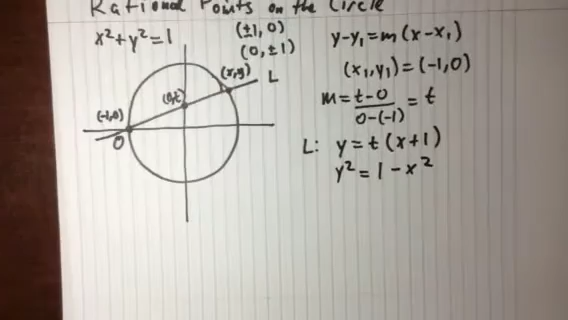 Rational Points on the Circle
x²+y²=1
(±1,0)
(0,±1)
(x,y)
L
(0,t)
(-1,0)
O
y-y₁=m(x-x₁)
(x₁,y₁)=(-1,0)
m=t-0/0-(-1)=t
L: y=t(x+1)
y²=1-x²